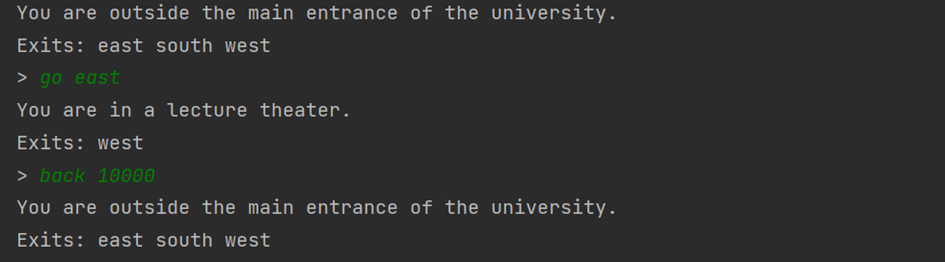 You are outside the main entrance of the university.
Exits: east south west
> go east
You are in a lecture theater.
Exits: west
> back 10000
You are outside the main entrance of the university.
Exits: east south west